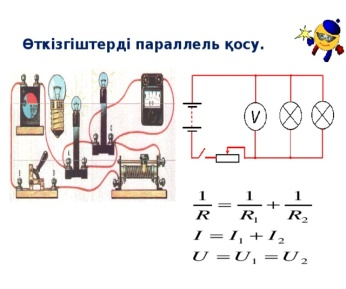 Өткізгіштерді параллель қосу.
V
1/R = 1/R₁ + 1/R₂
I = I₁ + I₂
U = U₁ = U₂